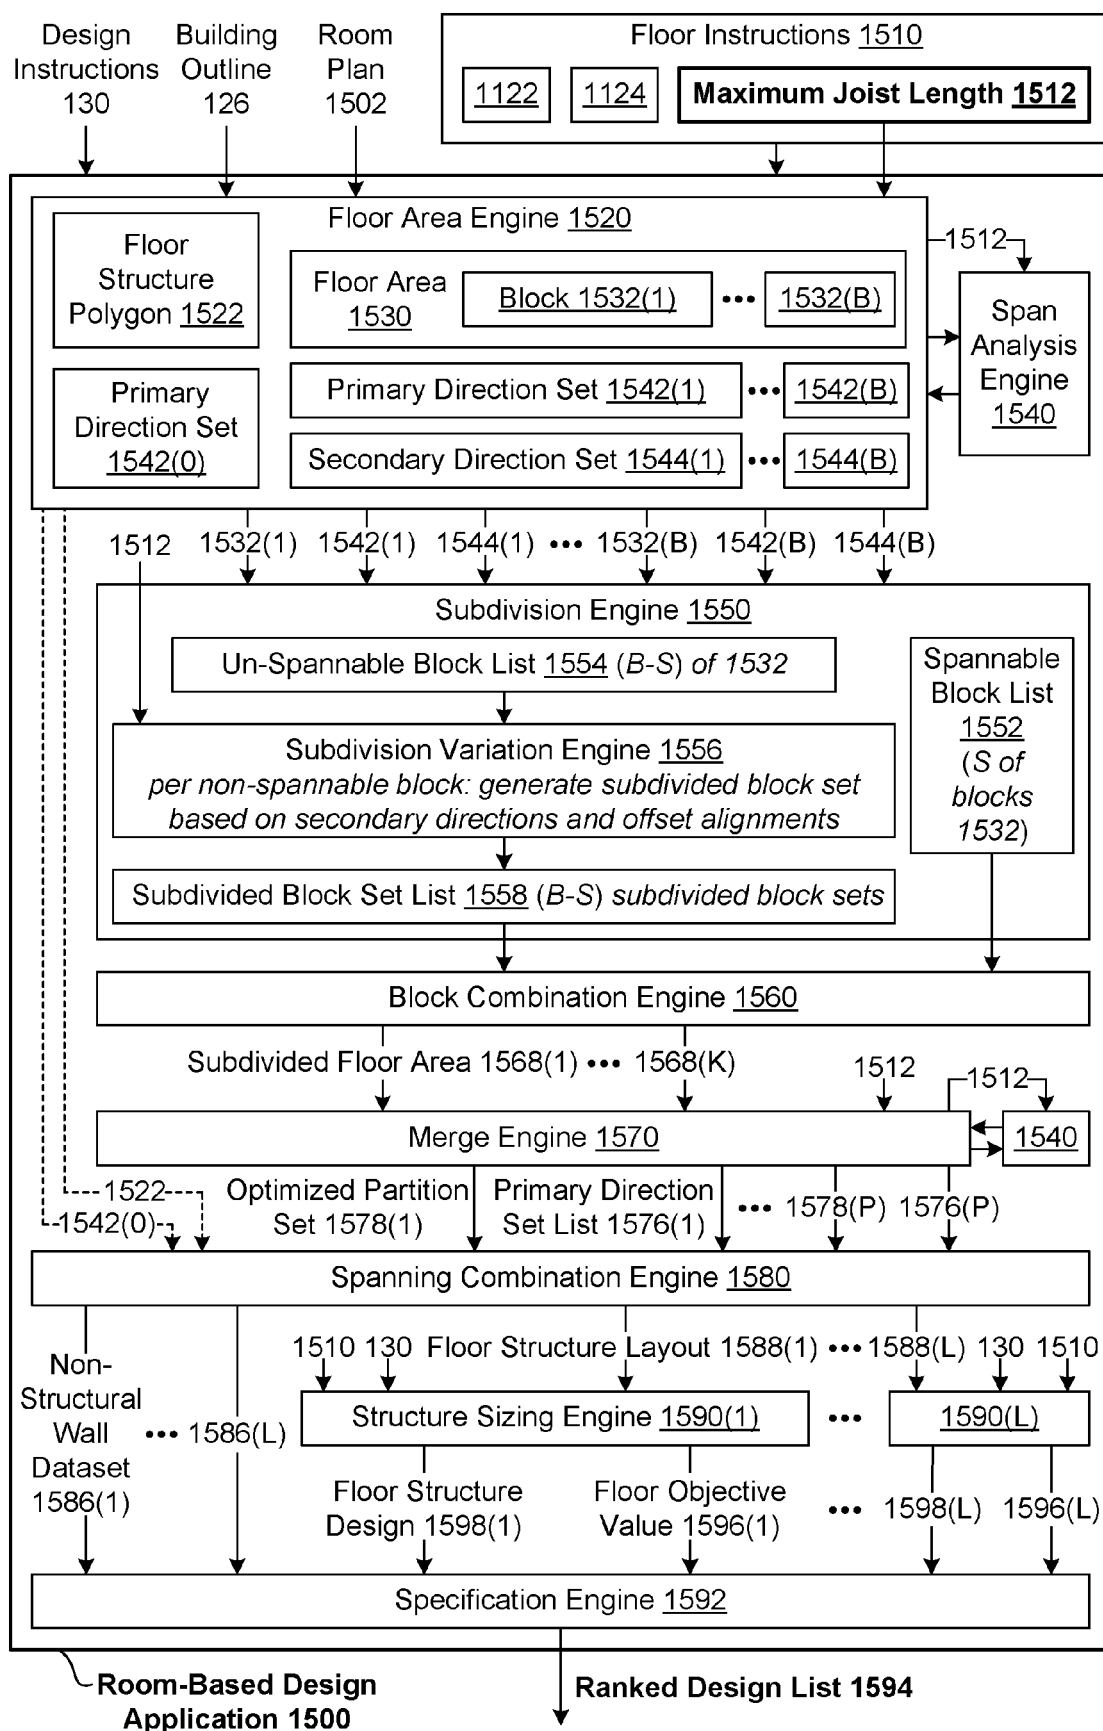 Design
Instructions
130
Building
Outline
126
Room
Plan
1502
Floor Instructions 1510
1122
1124
Maximum Joist Length 1512
Floor Area Engine 1520
Floor
Structure
Polygon 1522
Floor Area
1530
Block 1532(1)
•••
1532(B)
Primary
Direction Set
1542(0)
Primary Direction Set 1542(1)
•••
1542(B)
Secondary Direction Set 1544(1)
•••
1544(B)
1512
Span
Analysis
Engine
1540
1512 1532(1) 1542(1) 1544(1) ••• 1532(B) 1542(B) 1544(B)
Subdivision Engine 1550
Un-Spannable Block List 1554 (B-S) of 1532
Subdivision Variation Engine 1556
per non-spannable block: generate subdivided block set
based on secondary directions and offset alignments
Subdivided Block Set List 1558 (B-S) subdivided block sets
Spannable
Block List
1552
(S of
blocks
1532)
Block Combination Engine 1560
Subdivided Floor Area 1568(1) ••• 1568(K)
1512
1512
Merge Engine 1570
1540
1522
1542(0)
Optimized Partition
Set 1578(1)
Primary Direction
Set List 1576(1)
••• 1578(P) 1576(P)
Spanning Combination Engine 1580
Non-
Structural
Wall
Dataset
1586(1)
••• 1586(L)
1510 130 Floor Structure Layout 1588(1) ••• 1588(L) 130 1510
Structure Sizing Engine 1590(1)
•••
1590(L)
Floor Structure
Design 1598(1)
Floor Objective
Value 1596(1)
••• 1598(L) 1596(L)
Specification Engine 1592
Room-Based Design
Application 1500
Ranked Design List 1594